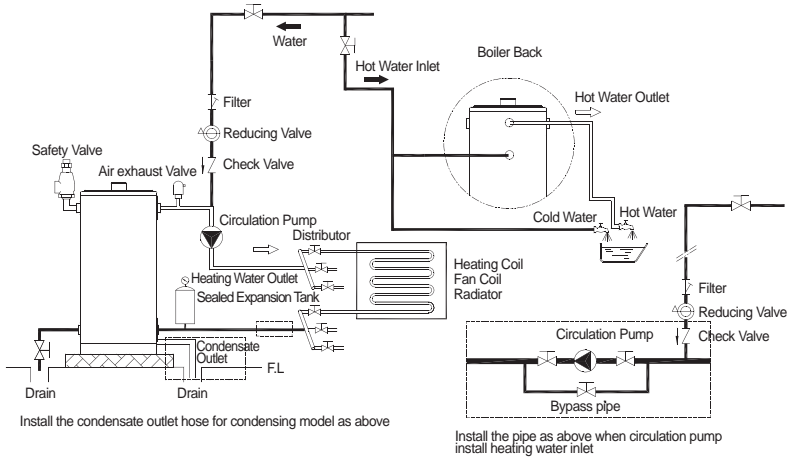 Water
Hot Water Inlet
Boiler Back
Hot Water Outlet
Filter
Reducing Valve
Check Valve
Safety Valve
Air exhaust Valve
Circulation Pump
Distributor
Cold Water
Hot Water
Heating Water Outlet
Sealed Expansion Tank
Heating Coil
Fan Coil
Radiator
Filter
Reducing Valve
Check Valve
Circulation Pump
Bypass pipe
Condensate
Outlet
F.L
Drain
Drain
Install the condensate outlet hose for condensing model as above
Install the pipe as above when circulation pump
install heating water inlet